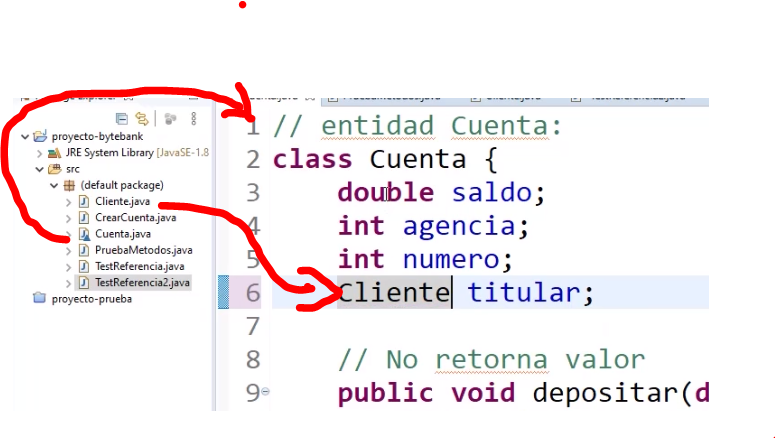 proyecto-bytebank
JRE System Library [JavaSE-1.8
src
(default package)
Cliente.java
CrearCuenta.java
Cuenta.java
PruebaMetodos.java
TestReferencia.java
TestReferencia2.java
proyecto-prueba
1 // entidad Cuenta:
2 class Cuenta {
3 double saldo;
4 int agencia;
5 int numero;
6 Cliente titular;
7
8 // No retorna valor
9 public void depositar(d